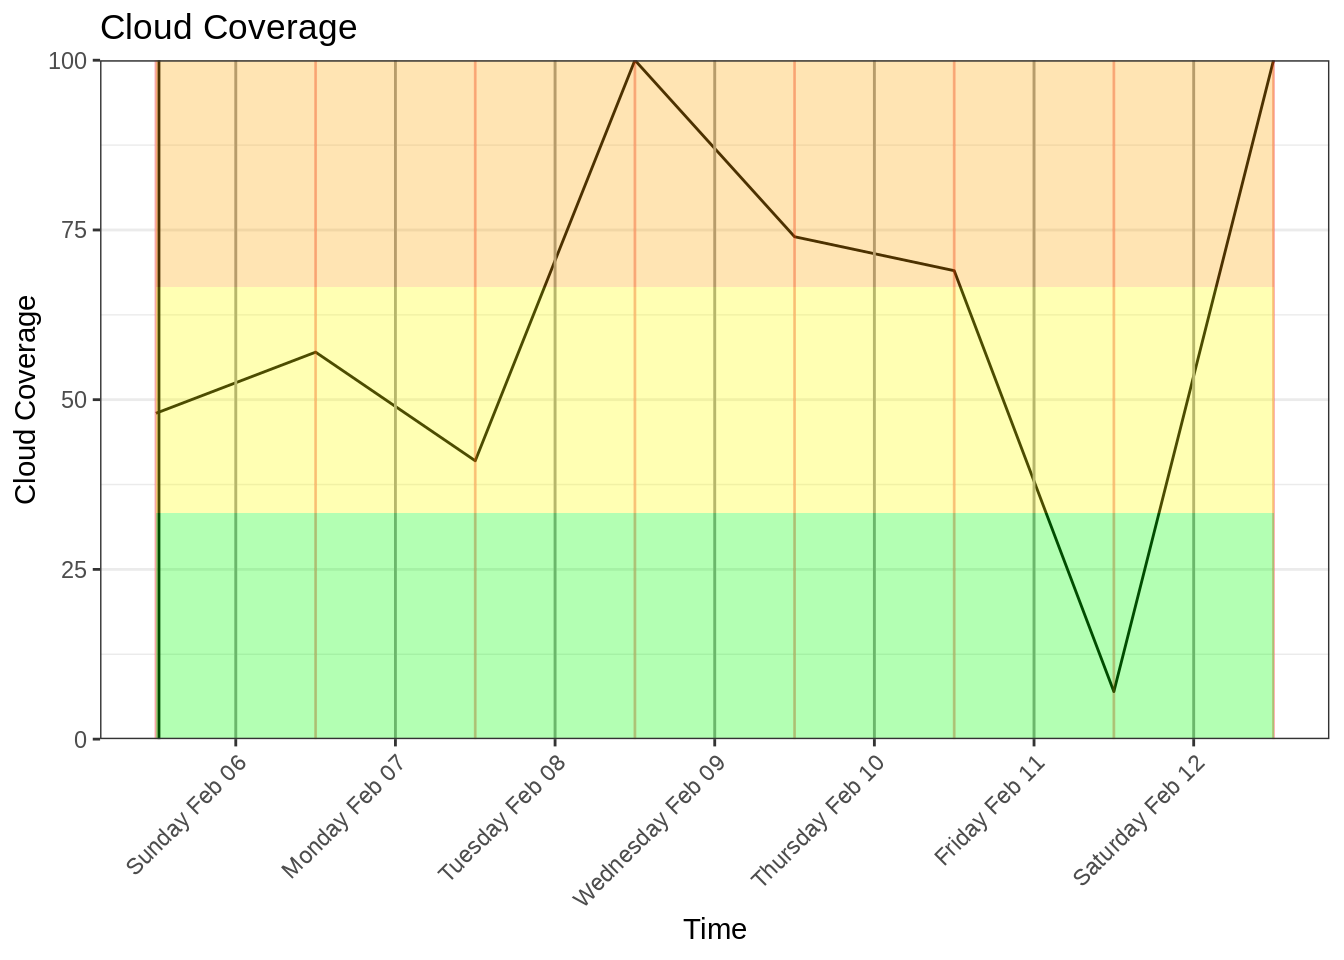 Cloud Coverage
Cloud Coverage
100
75
50
25
0
Sunday Feb 06
Monday Feb 07
Tuesday Feb 08
Wednesday Feb 09
Thursday Feb 10
Friday Feb 11
Saturday Feb 12
Time